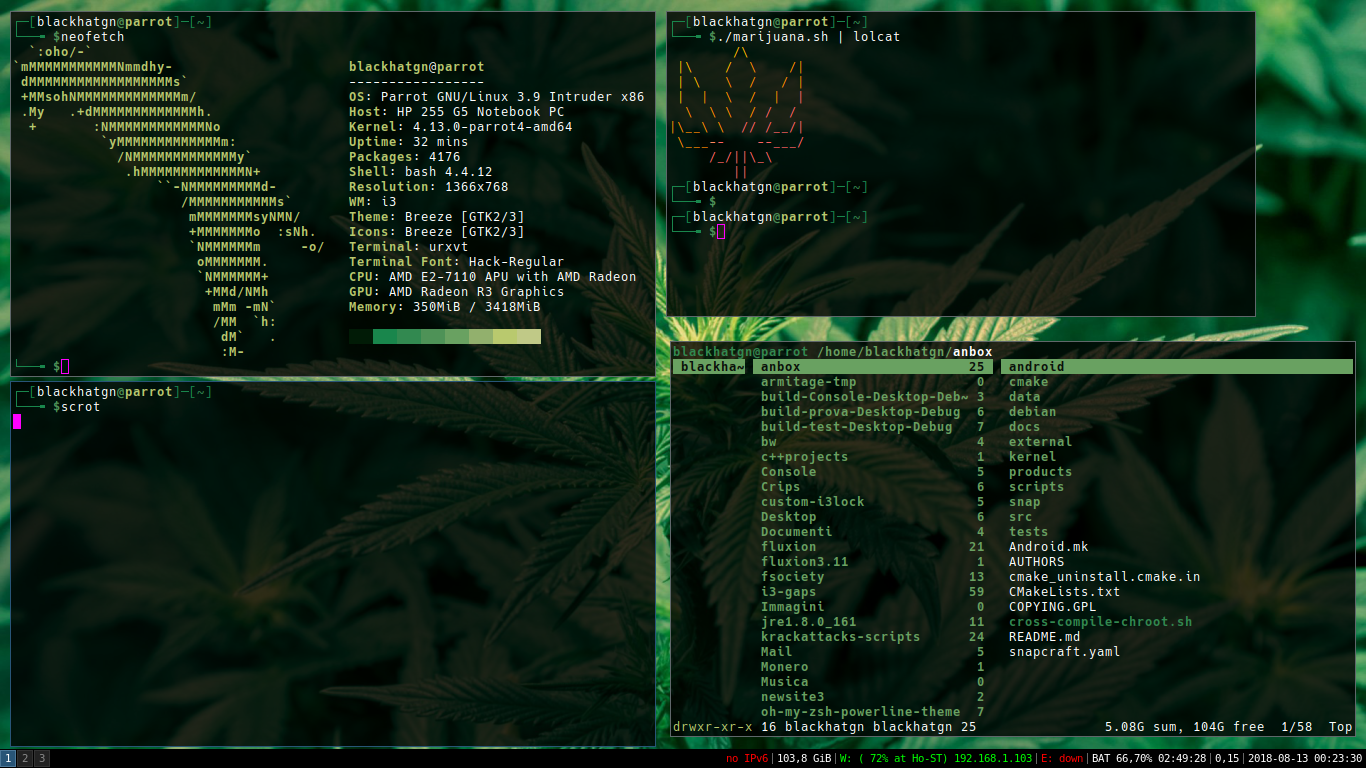 ┌─[blackhatgn@parrot]─[~]
└──╼ $neofetch
`:oho/-`
`mMMMMMMMMMMMNmmdhy-
dMMMMMMMMMMMMMMMMMMs`
+MMsohNMMMMMMMMMMMMMm/
.My   .+dMMMMMMMMMMMMMh.
+       :NMMMMMMMMMMMMNo
`yMMMMMMMMMMMMMm:
/NMMMMMMMMMMMMMy`
.hMMMMMMMMMMMMMN+
``-NMMMMMMMMMd-
/MMMMMMMMMMMs`
mMMMMMMMsyNMN/
+MMMMMMMo  :sNh.
`NMMMMMMm     -o/
oMMMMMMM.
`NMMMMMM+
+MMd/NMh
mMm -mN`
/MM  `h:
dM`   .
:M-
blackhatgn@parrot
-----------------
OS: Parrot GNU/Linux 3.9 Intruder x86
Host: HP 255 G5 Notebook PC
Kernel: 4.13.0-parrot4-amd64
Uptime: 32 mins
Packages: 4176
Shell: bash 4.4.12
Resolution: 1366x768
WM: i3
Theme: Breeze [GTK2/3]
Icons: Breeze [GTK2/3]
Terminal: urxvt
Terminal Font: Hack-Regular
CPU: AMD E2-7110 APU with AMD Radeon
GPU: AMD Radeon R3 Graphics
Memory: 350MiB / 3418MiB
└──╼ $
┌─[blackhatgn@parrot]─[~]
└──╼ $scrot
┌─[blackhatgn@parrot]─[~]
└──╼ $./marijuana.sh | lolcat
┌─[blackhatgn@parrot]─[~]
└──╼ $
┌─[blackhatgn@parrot]─[~]
└──╼ $
blackhatgn@parrot /home/blackhatgn/anbox
blackha~ anbox 25 android
armitage-tmp 0 cmake
build-Console-Desktop-Deb~ 3 data
build-prova-Desktop-Debug 6 debian
build-test-Desktop-Debug 7 docs
bw 4 external
c++projects 1 kernel
Console 5 products
Crips 6 scripts
custom-i3lock 5 snap
Desktop 6 src
Documenti 4 tests
fluxion 21 Android.mk
fluxion3.11 1 AUTHORS
fsociety 13 cmake_uninstall.cmake.in
i3-gaps 59 CMakeLists.txt
Immagini 0 COPYING.GPL
jre1.8.0_161 11 cross-compile-chroot.sh
krackattacks-scripts 24 README.md
Mail 5 snapcraft.yaml
Monero 1
Musica 0
newsite3 2
oh-my-zsh-powerline-theme 7
drwxr-xr-x 16 blackhatgn blackhatgn 25 5.08G sum, 104G free 1/58 Top
1 2 3 no IPv6|103,8 GiB|W: ( 72% at Ho-ST) 192.168.1.103|E: down|BAT 66,70% 02:49:28|0,15|2018-08-13 00:23:30